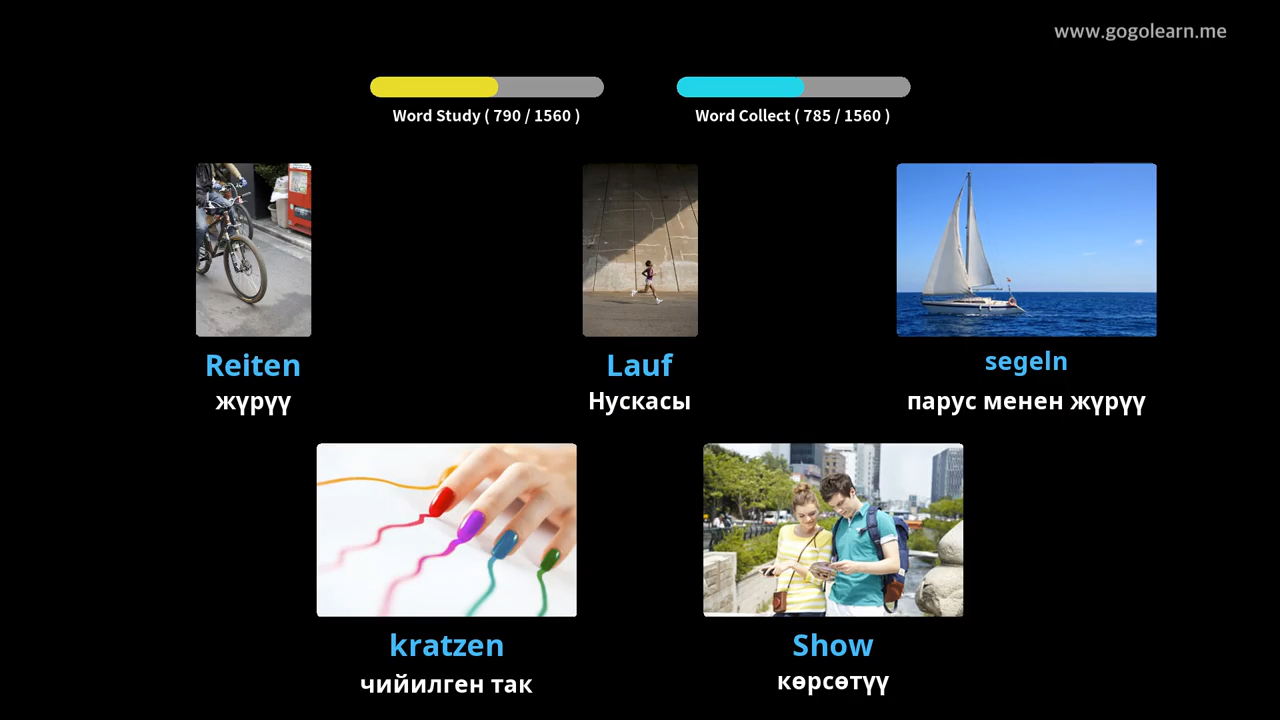 www.gogolearn.me
Word Study ( 790 / 1560 )
Word Collect ( 785 / 1560 )
Reiten
жүрүү
Lauf
Нускасы
segeln
парус менен жүрүү
kratzen
чийилген так
Show
көрсөтүү